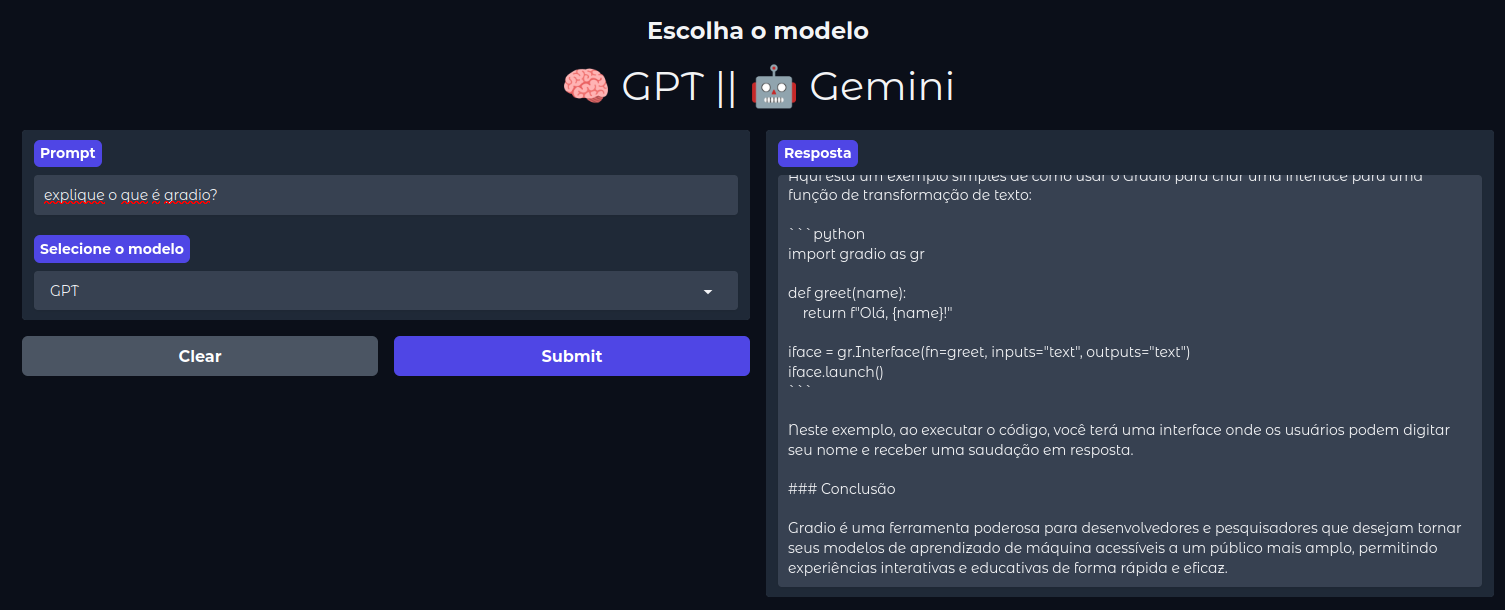 Escolha o modelo
🧠 GPT || 🤖 Gemini
Prompt
explique o que é gradio?
Selecione o modelo
GPT
Clear
Submit
Resposta
Aqui está um exemplo simples de como usar o Gradio para criar uma interface para uma
função de transformação de texto:
```python
import gradio as gr
def greet(name):
    return f"Olá, {name}!"
iface = gr.Interface(fn=greet, inputs="text", outputs="text")
iface.launch()
```
Neste exemplo, ao executar o código, você terá uma interface onde os usuários podem digitar
seu nome e receber uma saudação em resposta.
### Conclusão
Gradio é uma ferramenta poderosa para desenvolvedores e pesquisadores que desejam tornar
seus modelos de aprendizado de máquina acessíveis a um público mais amplo, permitindo
experiências interativas e educativas de forma rápida e eficaz.